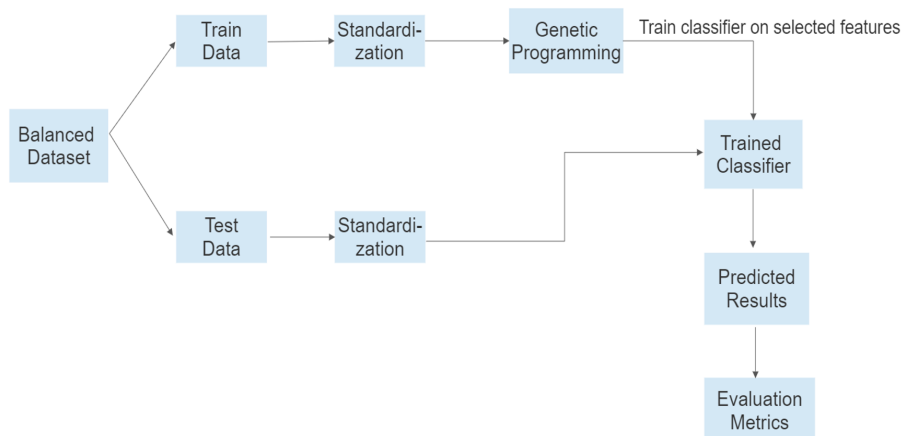 Train
Data
Standardi-
zation
Genetic
Programming
Train classifier on selected features
Balanced
Dataset
Trained
Classifier
Test
Data
Standardi-
zation
Predicted
Results
Evaluation
Metrics